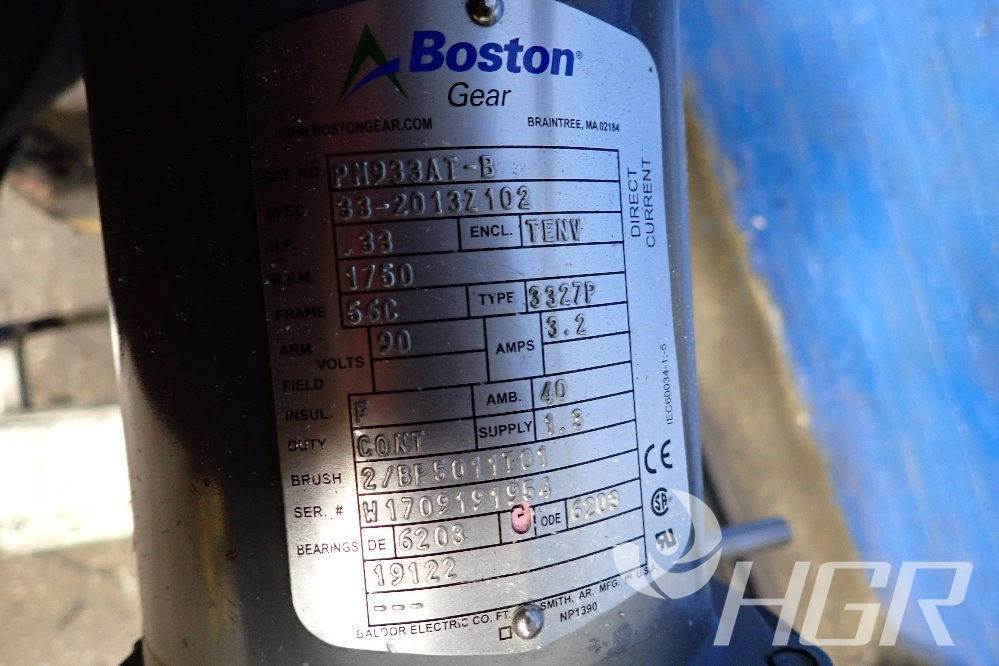 Boston®
Gear
WWW.BOSTONGEAR.COM BRAINTREE, MA 02184
CAT. NO. PM933AT-B
SPEC. 33-2013Z102
H.P. .33 ENCL. TENV
R.P.M. 1750
FRAME 56C TYPE 3327P
ARM 90 AMPS 3.2
VOLTS
FIELD
INSUL. F AMB. 40
DUTY CONT SUPPLY 1.3
BRUSH 2/BP5011T01
SER. # W1709191954
BEARINGS DE 6203 ODE 6203
19122
---
BALDOR ELECTRIC CO. FT. SMITH, AR. MFG. IN U.S.A.
NP1390
DIRECT
CURRENT
IEC60034-1:-5
CE
HGR